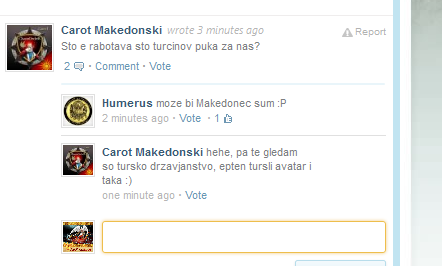 Carot Makedonski wrote 3 minutes ago
Report
Sto e rabotava sto turcinov puka za nas?
2 · Comment · Vote
Humerus moze bi Makedonec sum :P
2 minutes ago · Vote · 1
Carot Makedonski hehe, pa te gledam
so tursko drzavjanstvo, epten tursli avatar i
taka :)
one minute ago · Vote